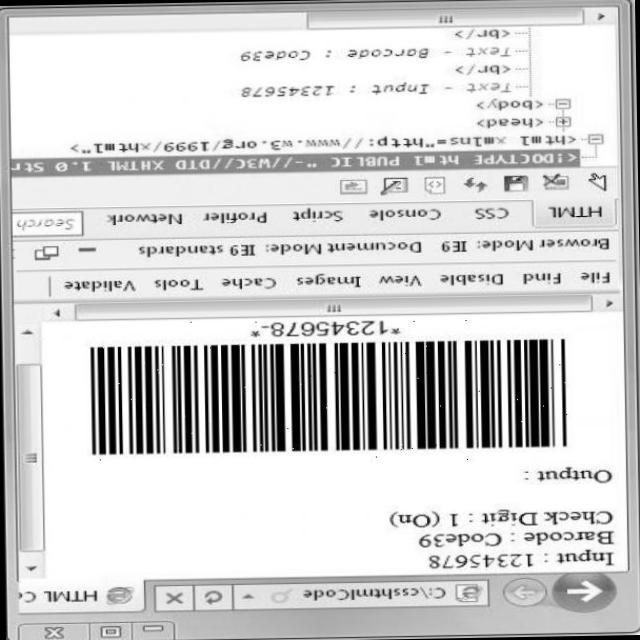 C:\csshtmlCode
HTML C
Input : 12345678
Barcode : Code39
Check Digit : 1 (On)
Output :
*12345678-*
File Find Disable View Images Cache Tools Validate
Browser Mode: IE9 Document Mode: IE9 standards
HTML CSS Console Script Profiler Network Search
<!DOCTYPE html PUBLIC "-//W3C//DTD XHTML 1.0 Str
<html xmlns="http://www.w3.org/1999/xhtml">
<head>
<body>
Text - Input : 12345678
<br/>
Text - Barcode : Code39
<br/>